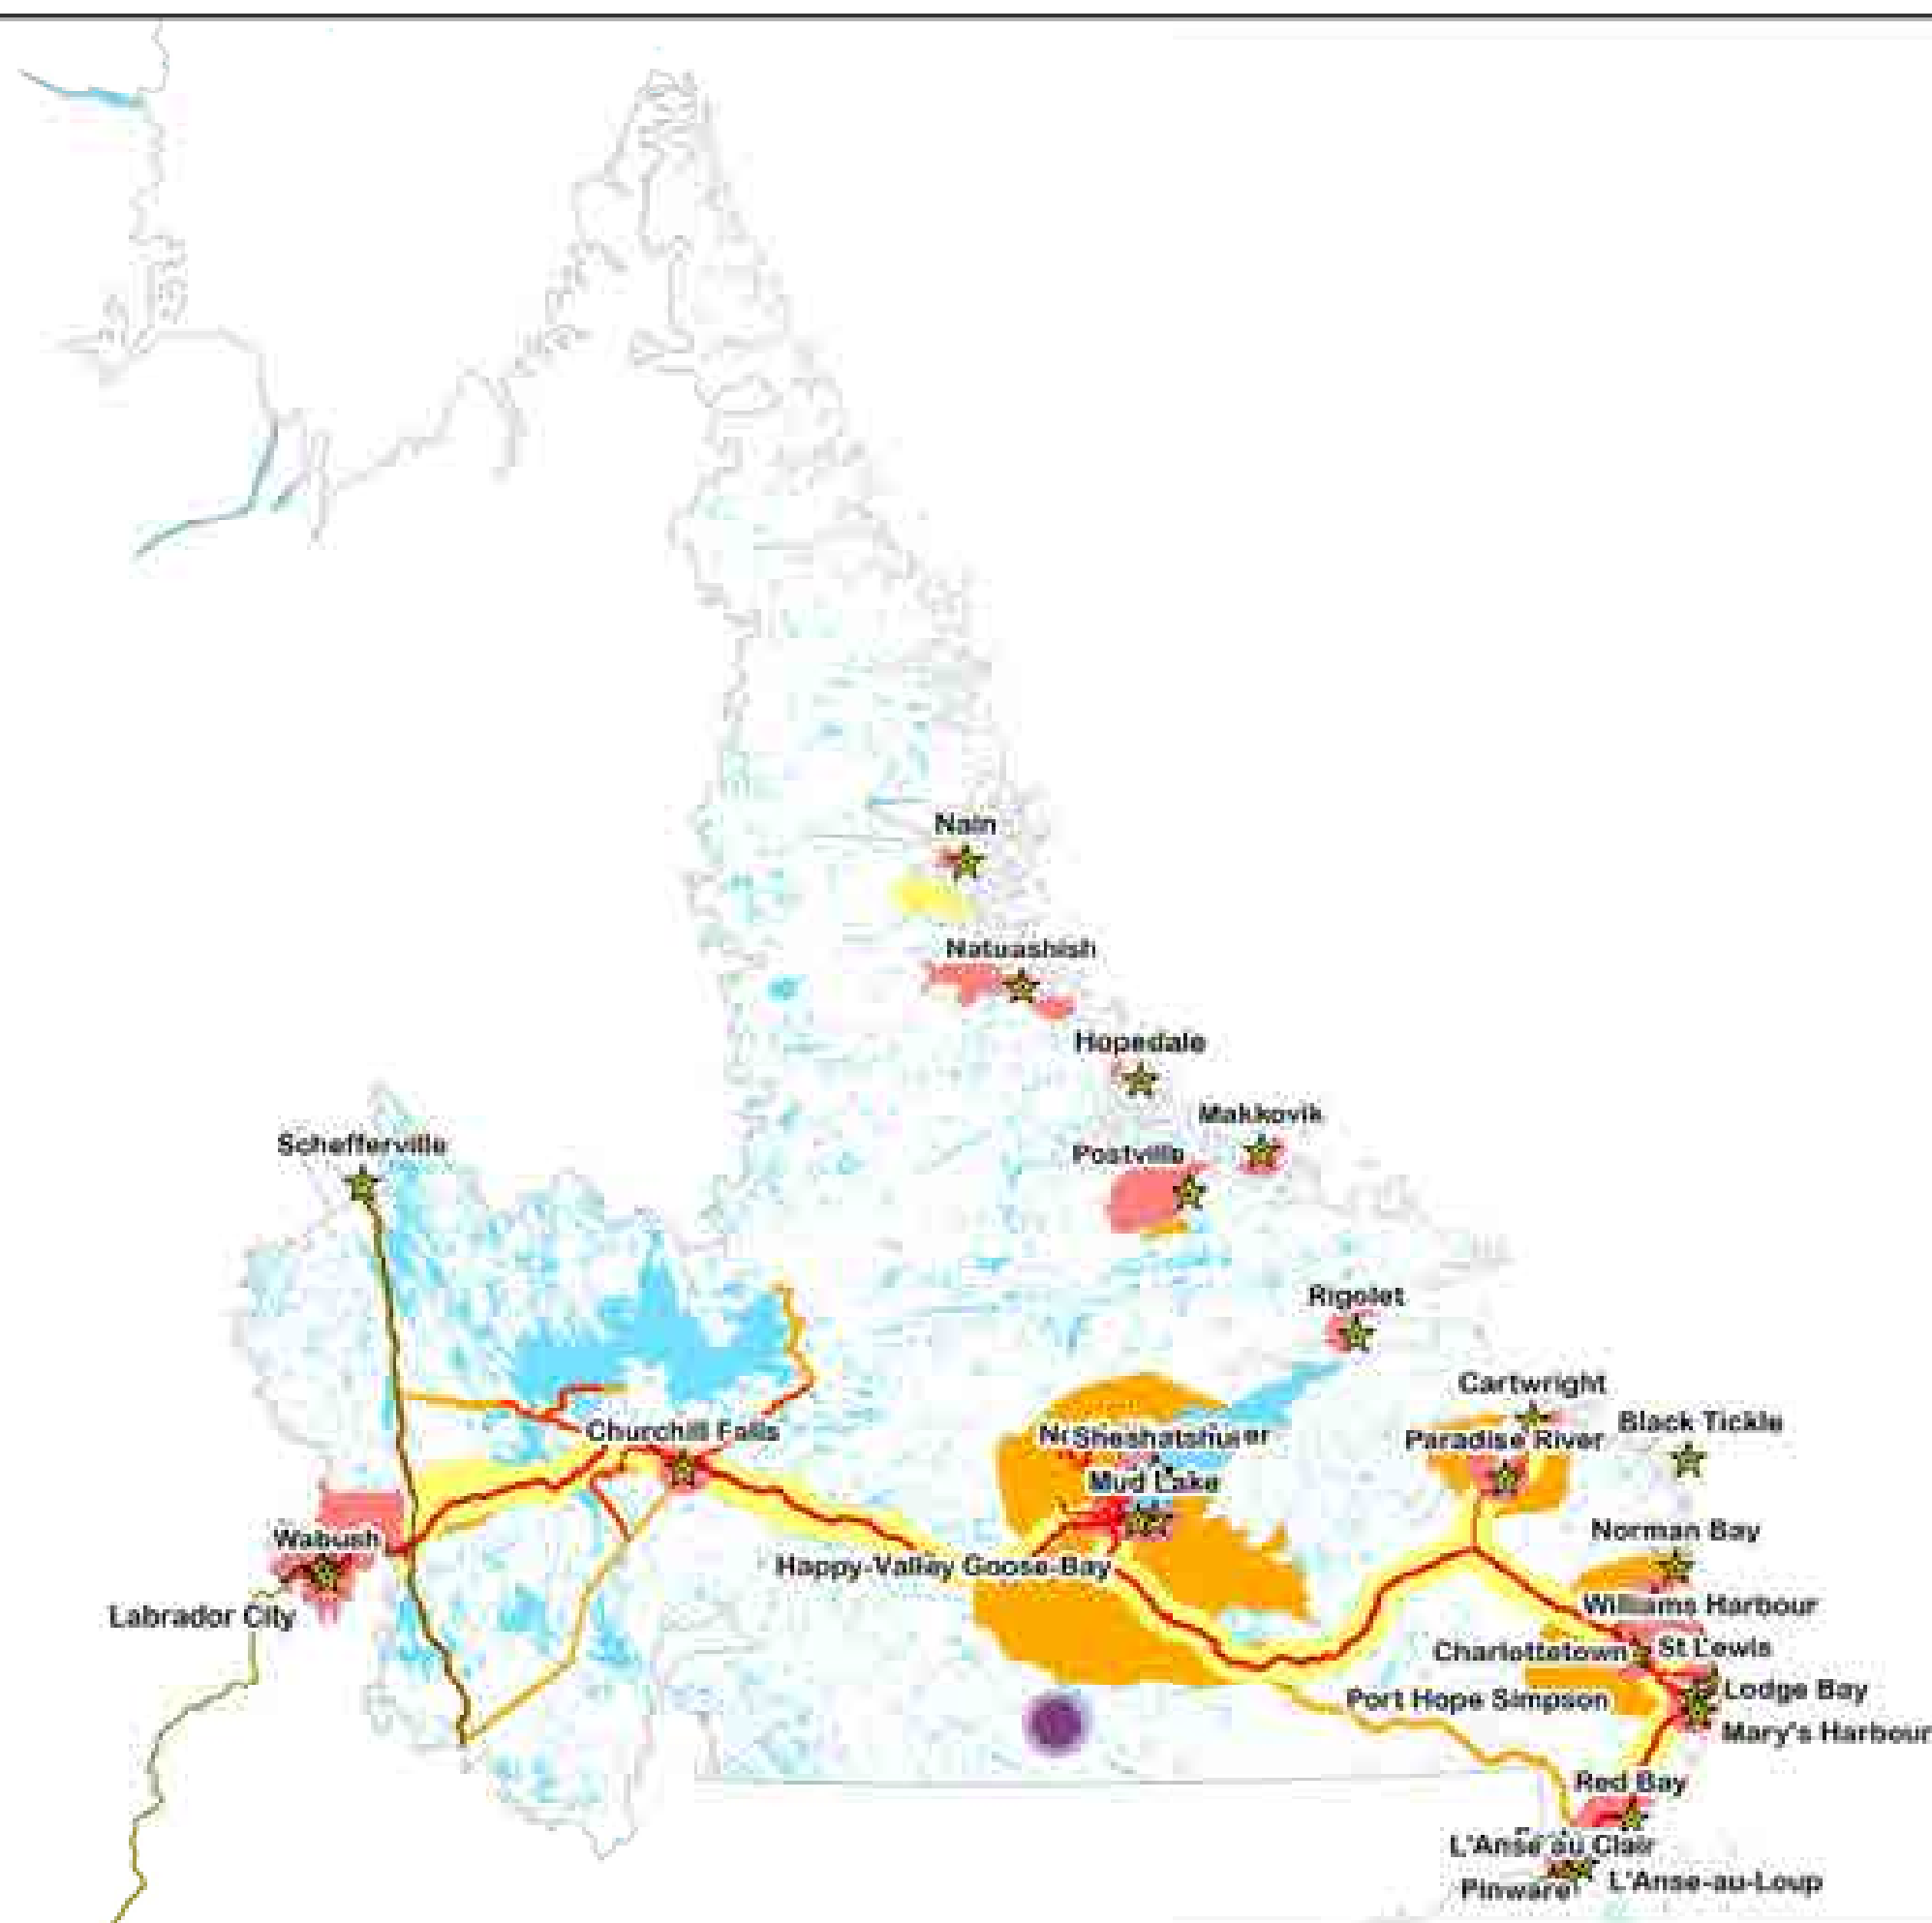 Nain
Natuashish
Hopedale
Makkovik
Postville
Schefferville
Rigolet
Cartwright
Black Tickle
Churchill Falls
Sheshatshu
Paradise River
Mud Lake
Norman Bay
Wabush
Happy-Valley Goose-Bay
Williams Harbour
Labrador City
Charlottetown
St Lewis
Lodge Bay
Port Hope Simpson
Mary's Harbour
Red Bay
L'Anse au Clair
L'Anse-au-Loup
Pinware